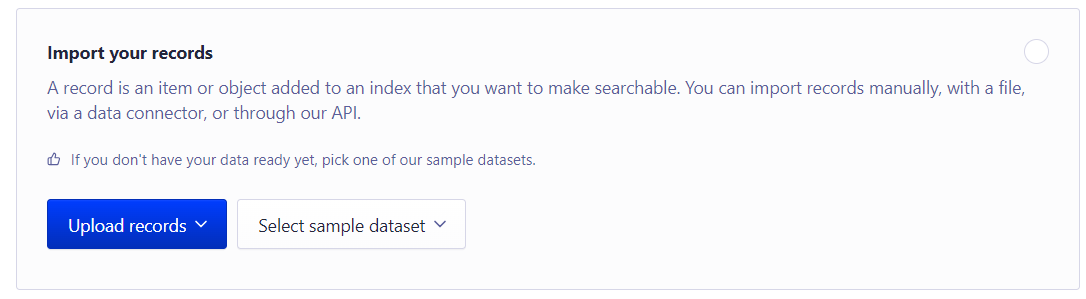 Import your records
A record is an item or object added to an index that you want to make searchable. You can import records manually, with a file,
via a data connector, or through our API.
If you don't have your data ready yet, pick one of our sample datasets.
Upload records
Select sample dataset